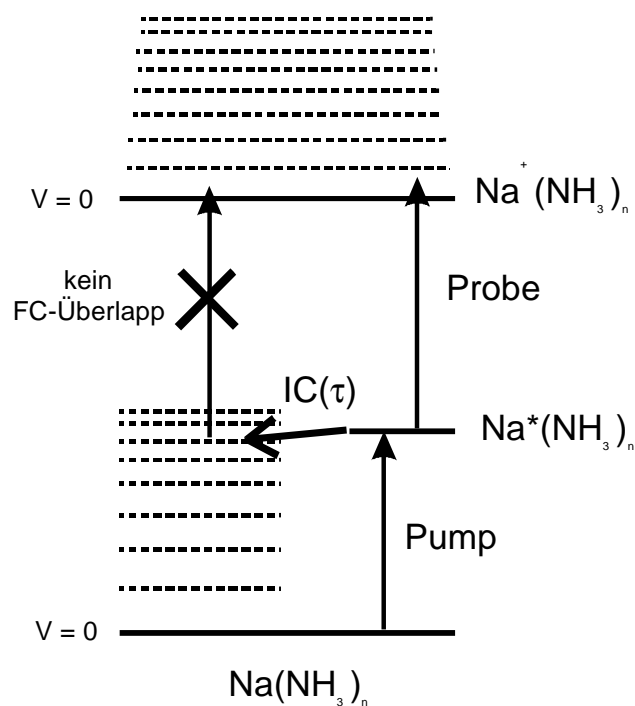 V = 0
Na⁺(NH₃)ₙ
kein
FC-Überlapp
Probe
IC(τ)
Na*(NH₃)ₙ
Pump
V = 0
Na(NH₃)ₙ